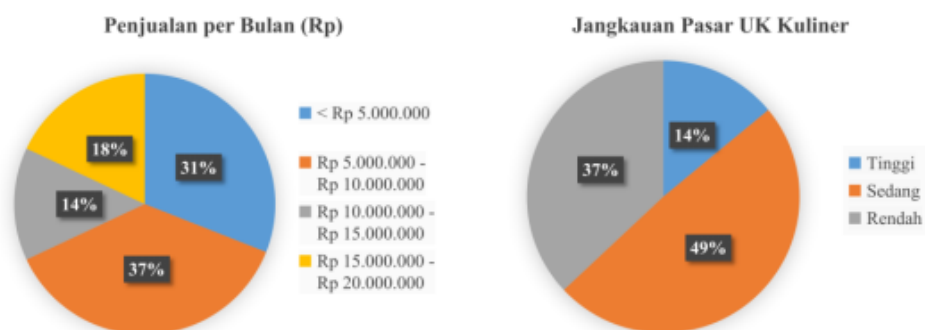 Penjualan per Bulan (Rp)
31%
37%
14%
18%
< Rp 5.000.000
Rp 5.000.000 -
Rp 10.000.000
Rp 10.000.000 -
Rp 15.000.000
Rp 15.000.000 -
Rp 20.000.000
Jangkauan Pasar UK Kuliner
14%
49%
37%
Tinggi
Sedang
Rendah